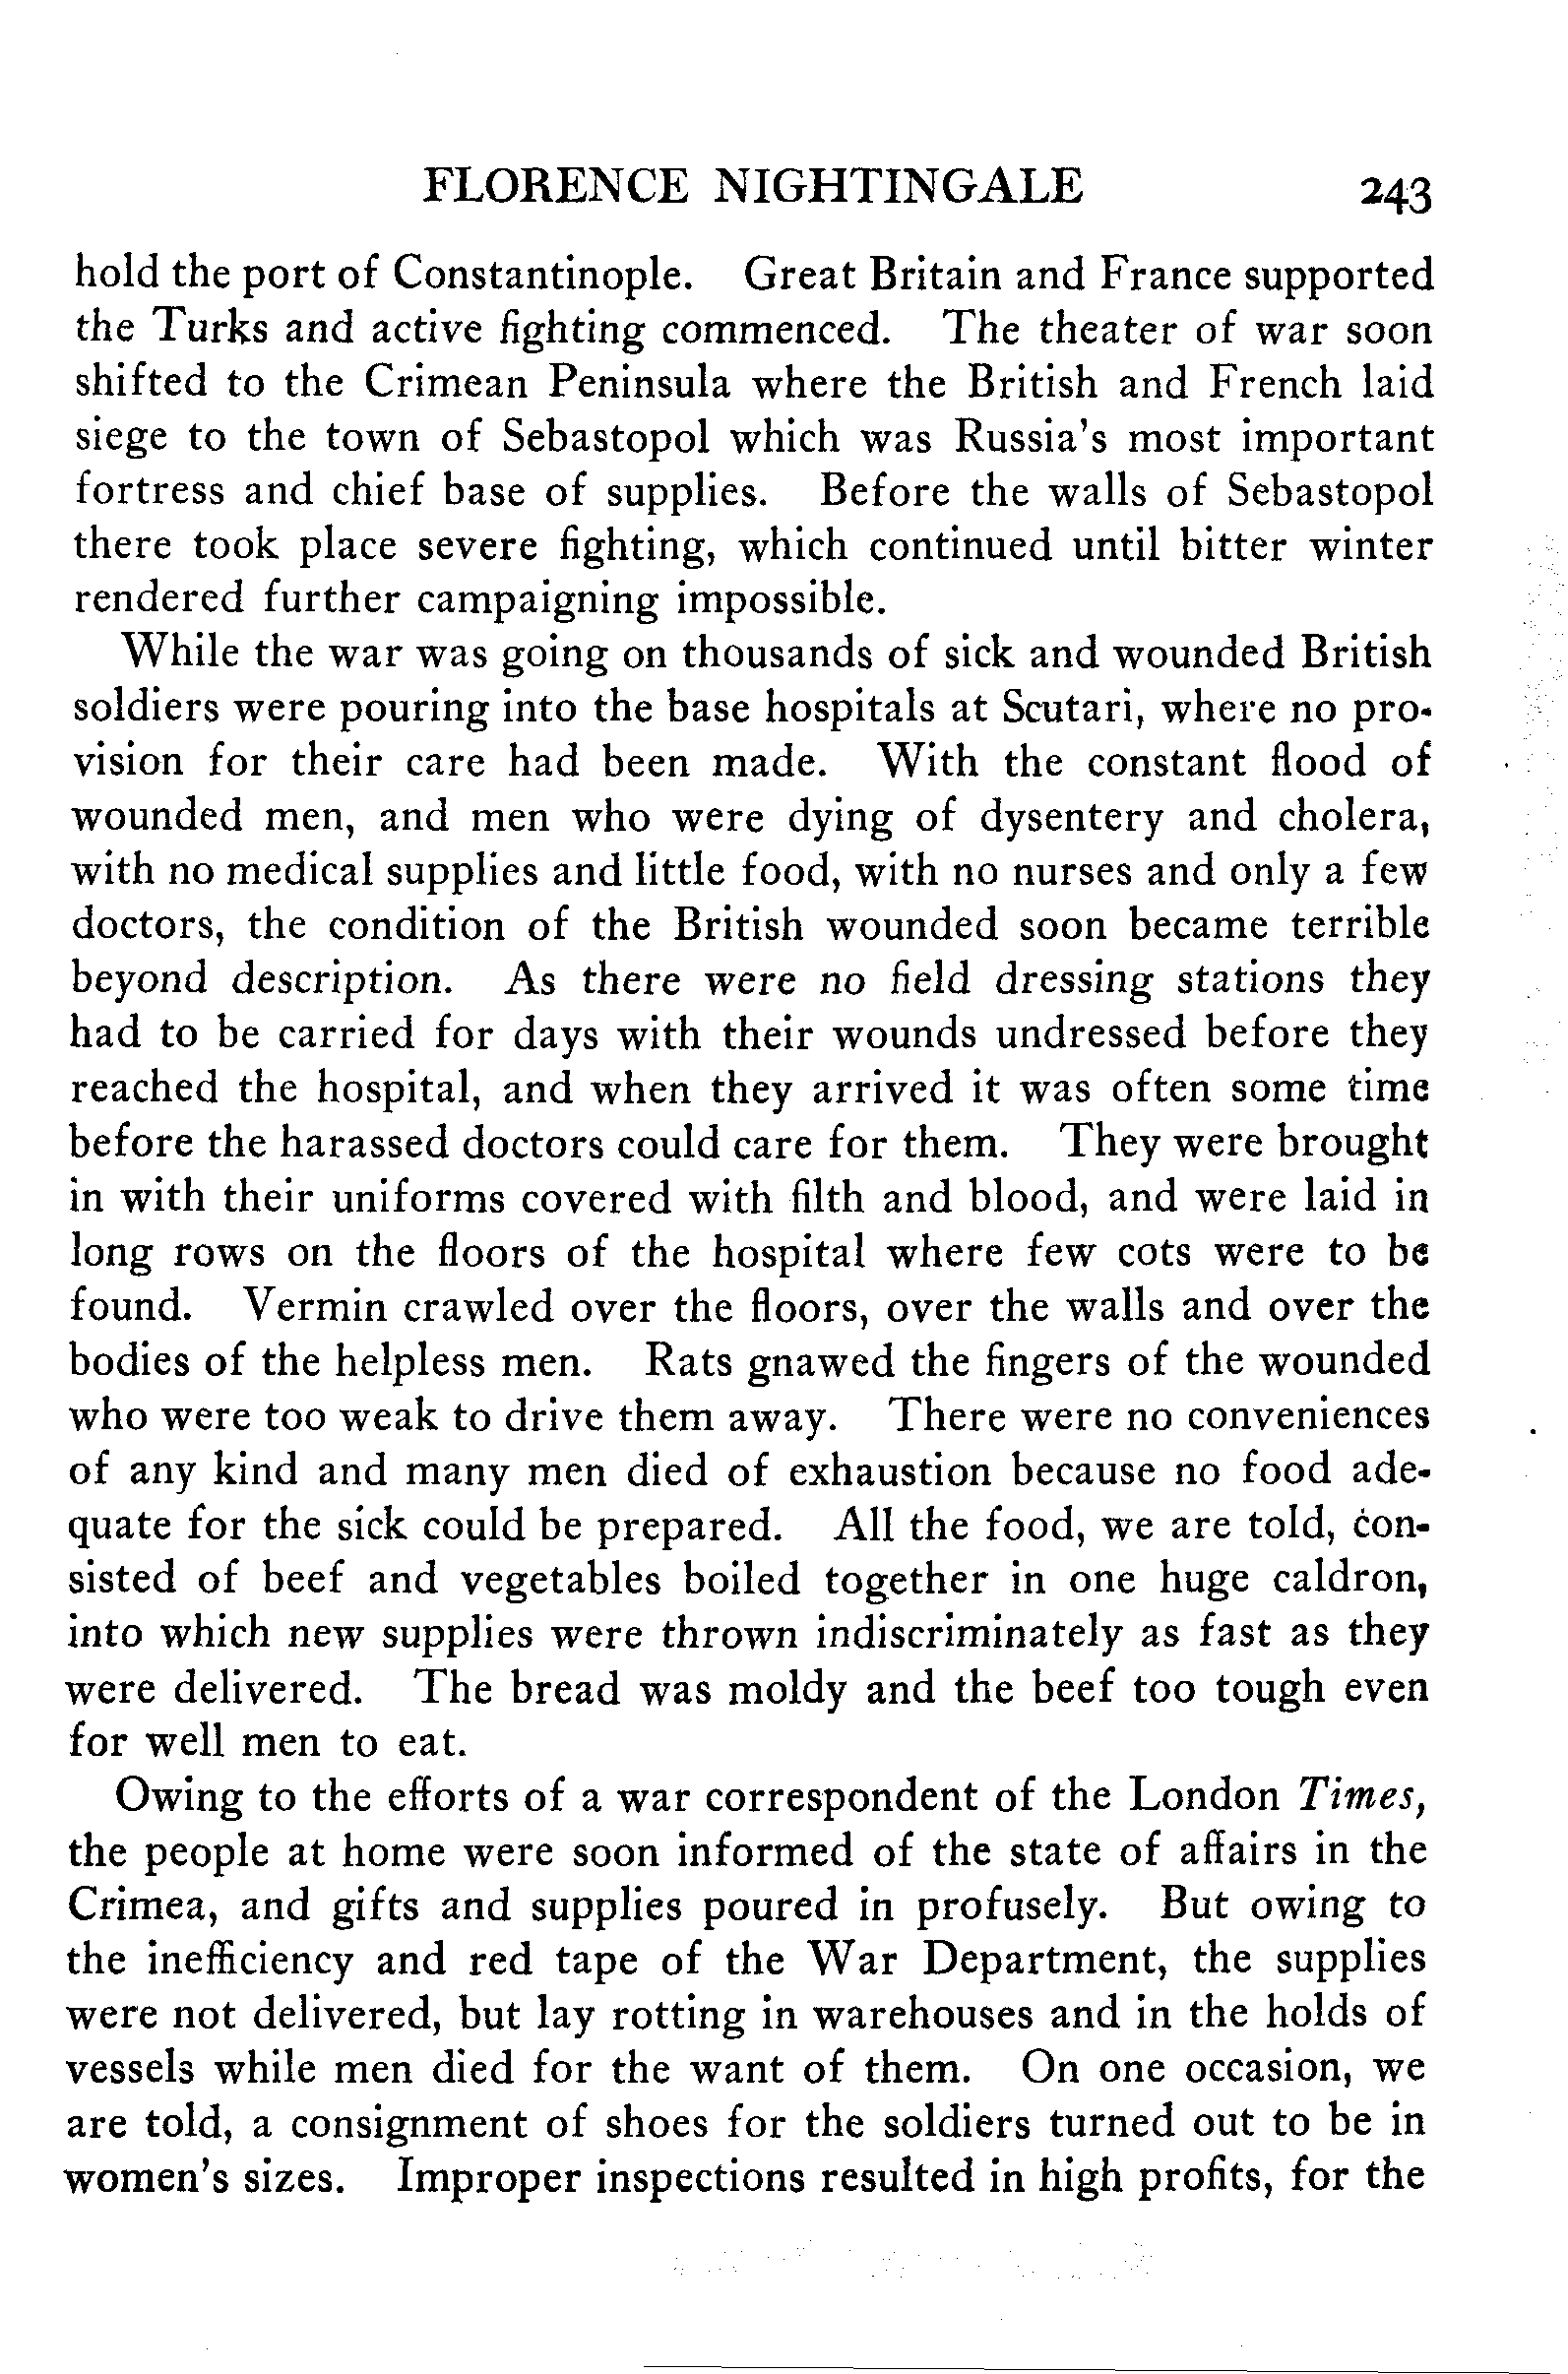 FLORENCE NIGHTINGALE 243
hold the port of Constantinople. Great Britain and France supported
the Turks and active fighting commenced. The theater of war soon
shifted to the Crimean Peninsula where the British and French laid
siege to the town of Sebastopol which was Russia's most important
fortress and chief base of supplies. Before the walls of Sebastopol
there took place severe fighting, which continued until bitter winter
rendered further campaigning impossible.
While the war was going on thousands of sick and wounded British
soldiers were pouring into the base hospitals at Scutari, where no pro-
vision for their care had been made. With the constant flood of
wounded men, and men who were dying of dysentery and cholera,
with no medical supplies and little food, with no nurses and only a few
doctors, the condition of the British wounded soon became terrible
beyond description. As there were no field dressing stations they
had to be carried for days with their wounds undressed before they
reached the hospital, and when they arrived it was often some time
before the harassed doctors could care for them. They were brought
in with their uniforms covered with filth and blood, and were laid in
long rows on the floors of the hospital where few cots were to be
found. Vermin crawled over the floors, over the walls and over the
bodies of the helpless men. Rats gnawed the fingers of the wounded
who were too weak to drive them away. There were no conveniences
of any kind and many men died of exhaustion because no food ade-
quate for the sick could be prepared. All the food, we are told, con-
sisted of beef and vegetables boiled together in one huge caldron,
into which new supplies were thrown indiscriminately as fast as they
were delivered. The bread was moldy and the beef too tough even
for well men to eat.
Owing to the efforts of a war correspondent of the London Times,
the people at home were soon informed of the state of affairs in the
Crimea, and gifts and supplies poured in profusely. But owing to
the inefficiency and red tape of the War Department, the supplies
were not delivered, but lay rotting in warehouses and in the holds of
vessels while men died for the want of them. On one occasion, we
are told, a consignment of shoes for the soldiers turned out to be in
women's sizes. Improper inspections resulted in high profits, for the